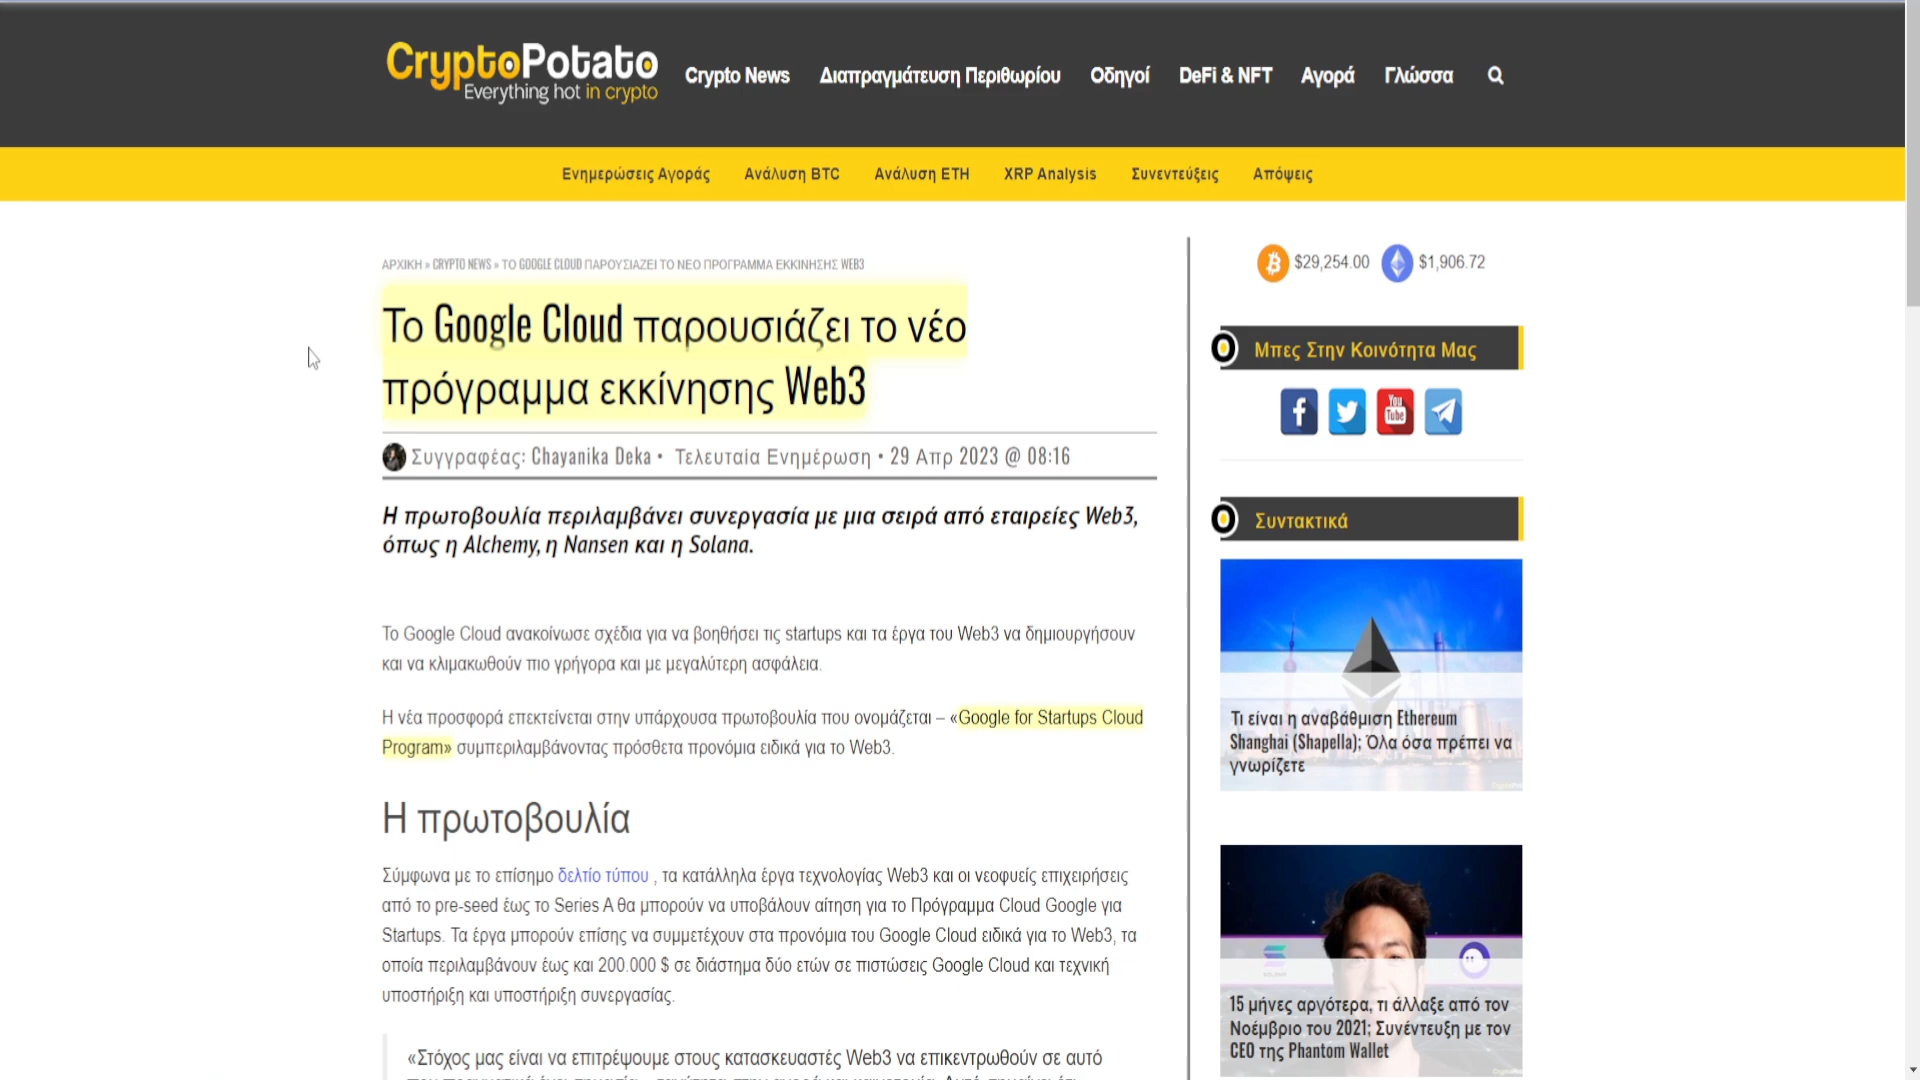 CryptoPotato
Everything hot in crypto
Crypto News Διαπραγμάτευση Περιθωρίου Οδηγοί DeFi & NFT Αγορά Γλώσσα
Ενημερώσεις Αγοράς Ανάλυση BTC Ανάλυση ETH XRP Analysis Συνεντεύξεις Απόψεις
ΑΡΧΙΚΗ » CRYPTO NEWS » ΤΟ GOOGLE CLOUD ΠΑΡΟΥΣΙΑΖΕΙ ΤΟ ΝΕΟ ΠΡΟΓΡΑΜΜΑ ΕΚΚΙΝΗΣΗΣ WEB3
Το Google Cloud παρουσιάζει το νέο
πρόγραμμα εκκίνησης Web3
Συγγραφέας: Chayanika Deka • Τελευταία Ενημέρωση • 29 Απρ 2023 @ 08:16
Η πρωτοβουλία περιλαμβάνει συνεργασία με μια σειρά από εταιρείες Web3,
όπως η Alchemy, η Nansen και η Solana.
Το Google Cloud ανακοίνωσε σχέδια για να βοηθήσει τις startups και τα έργα του Web3 να δημιουργήσουν
και να κλιμακωθούν πιο γρήγορα και με μεγαλύτερη ασφάλεια.
Η νέα προσφορά επεκτείνεται στην υπάρχουσα πρωτοβουλία που ονομάζεται – «Google for Startups Cloud
Program» συμπεριλαμβάνοντας πρόσθετα προνόμια ειδικά για το Web3.
Η πρωτοβουλία
Σύμφωνα με το επίσημο δελτίο τύπου , τα κατάλληλα έργα τεχνολογίας Web3 και οι νεοφυείς επιχειρήσεις
από το pre-seed έως το Series A θα μπορούν να υποβάλουν αίτηση για το Πρόγραμμα Cloud Google για
Startups. Τα έργα μπορούν επίσης να συμμετέχουν στα προνόμια του Google Cloud ειδικά για το Web3, τα
οποία περιλαμβάνουν έως και 200.000 $ σε διάστημα δύο ετών σε πιστώσεις Google Cloud και τεχνική
υποστήριξη και υποστήριξη συνεργασίας.
«Στόχος μας είναι να επιτρέψουμε στους κατασκευαστές Web3 να επικεντρωθούν σε αυτό
$29,254.00 $1,906.72
Μπες Στην Κοινότητα Μας
You
Tube
Συντακτικά
Τι είναι η αναβάθμιση Ethereum
Shanghai (Shapella); Όλα όσα πρέπει να
γνωρίζετε
15 μήνες αργότερα, τι άλλαξε από τον
Νοέμβριο του 2021; Συνέντευξη με τον
CEO της Phantom Wallet